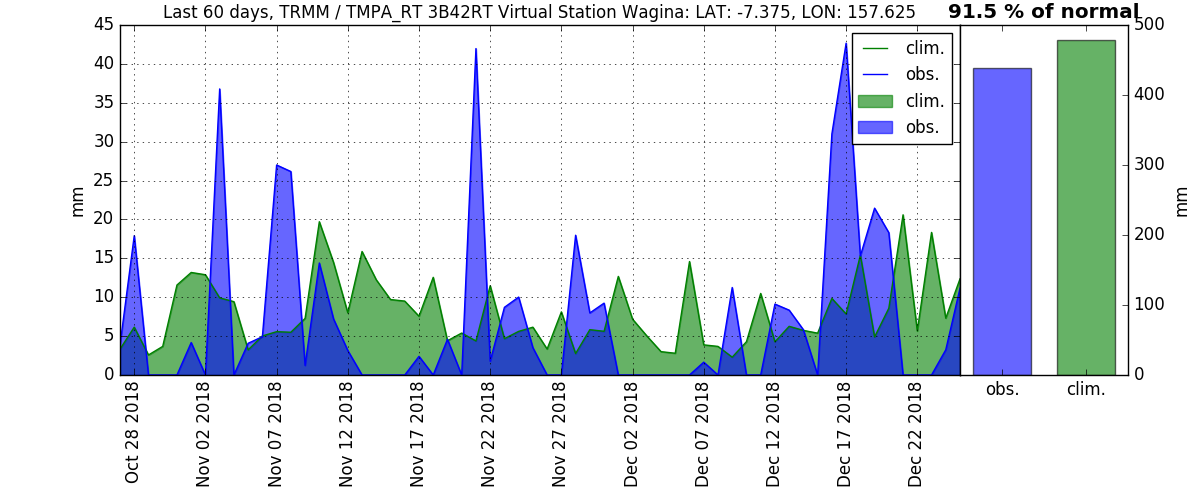 Last 60 days, TRMM / TMPA_RT 3B42RT Virtual Station Wagina: LAT: -7.375, LON: 157.625
91.5 % of normal
45
40
35
30
25
20
15
10
5
0
mm
clim.
obs.
clim.
obs.
Oct 28 2018
Nov 02 2018
Nov 07 2018
Nov 12 2018
Nov 17 2018
Nov 22 2018
Nov 27 2018
Dec 02 2018
Dec 07 2018
Dec 12 2018
Dec 17 2018
Dec 22 2018
500
400
300
200
100
0
mm
obs.
clim.